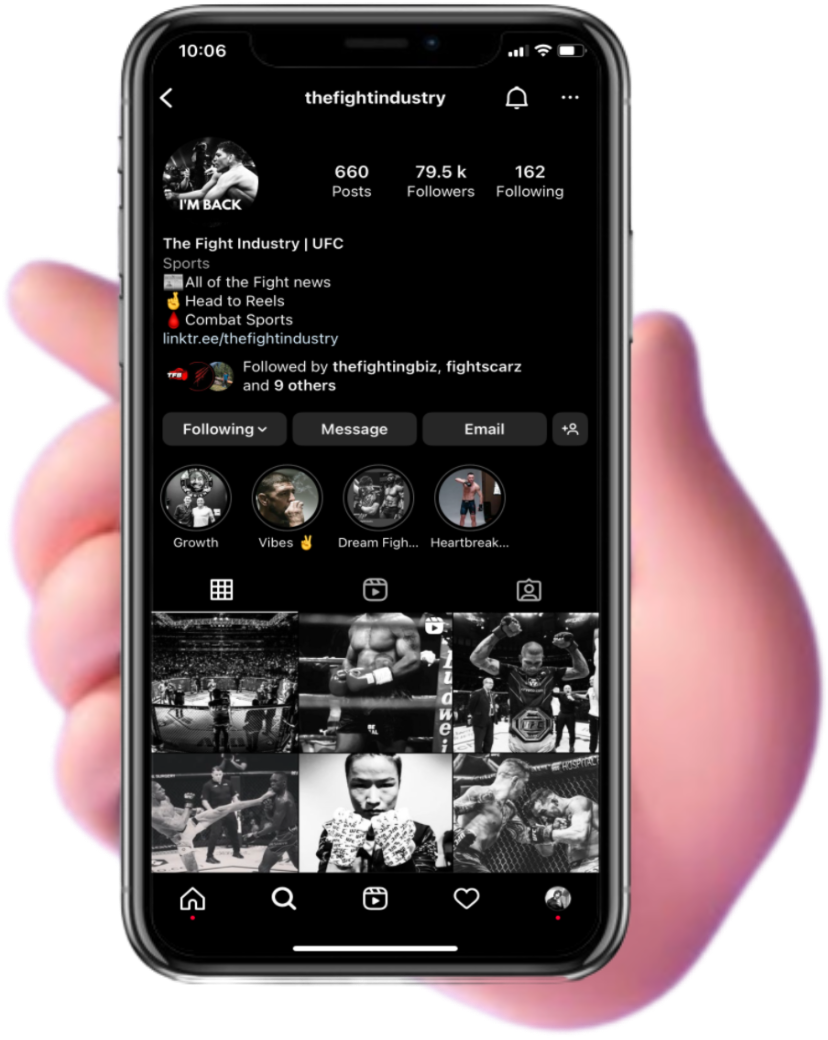 10:06
thefightindustry
I'M BACK
660
79.5 k
162
Posts
Followers
Following
The Fight Industry | UFC
Sports
All of the Fight news
Head to Reels
Combat Sports
linktr.ee/thefightindustry
TFB
Followed by thefightingbiz, fightscarz
and 9 others
Following
Message
Email
Growth
Vibes ✌️
Dream Figh...
Heartbreak...
Ludwei
HOSPITAL